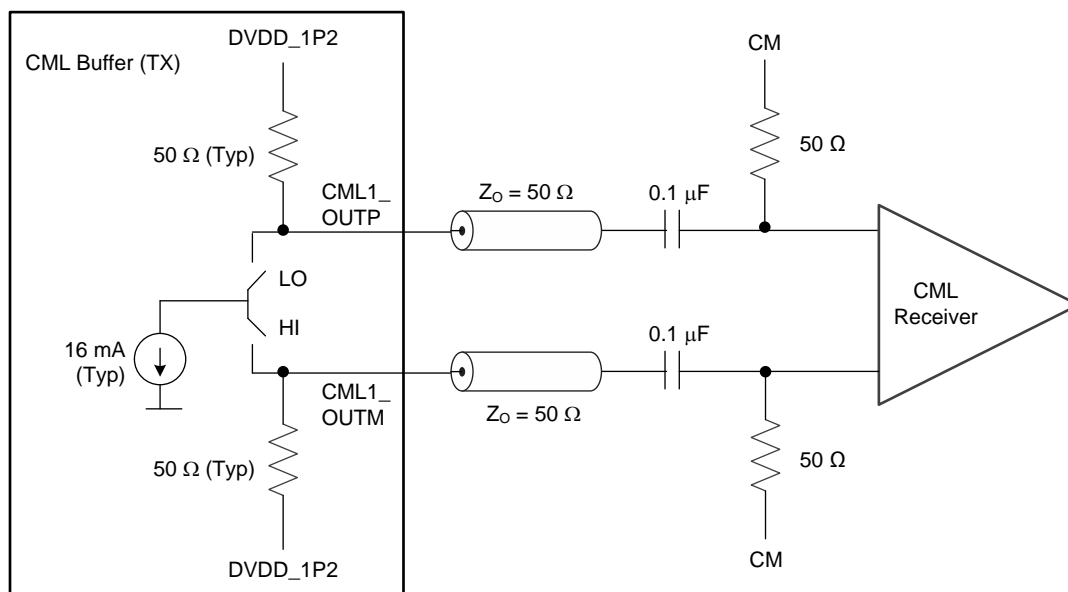 CML Buffer (TX)
DVDD_1P2
50 Ω (Typ)
CML1_
OUTP
LO
HI
16 mA
(Typ)
CML1_
OUTM
50 Ω (Typ)
DVDD_1P2
Z_O = 50 Ω
0.1 μF
CM
50 Ω
CML
Receiver
0.1 μF
Z_O = 50 Ω
50 Ω
CM